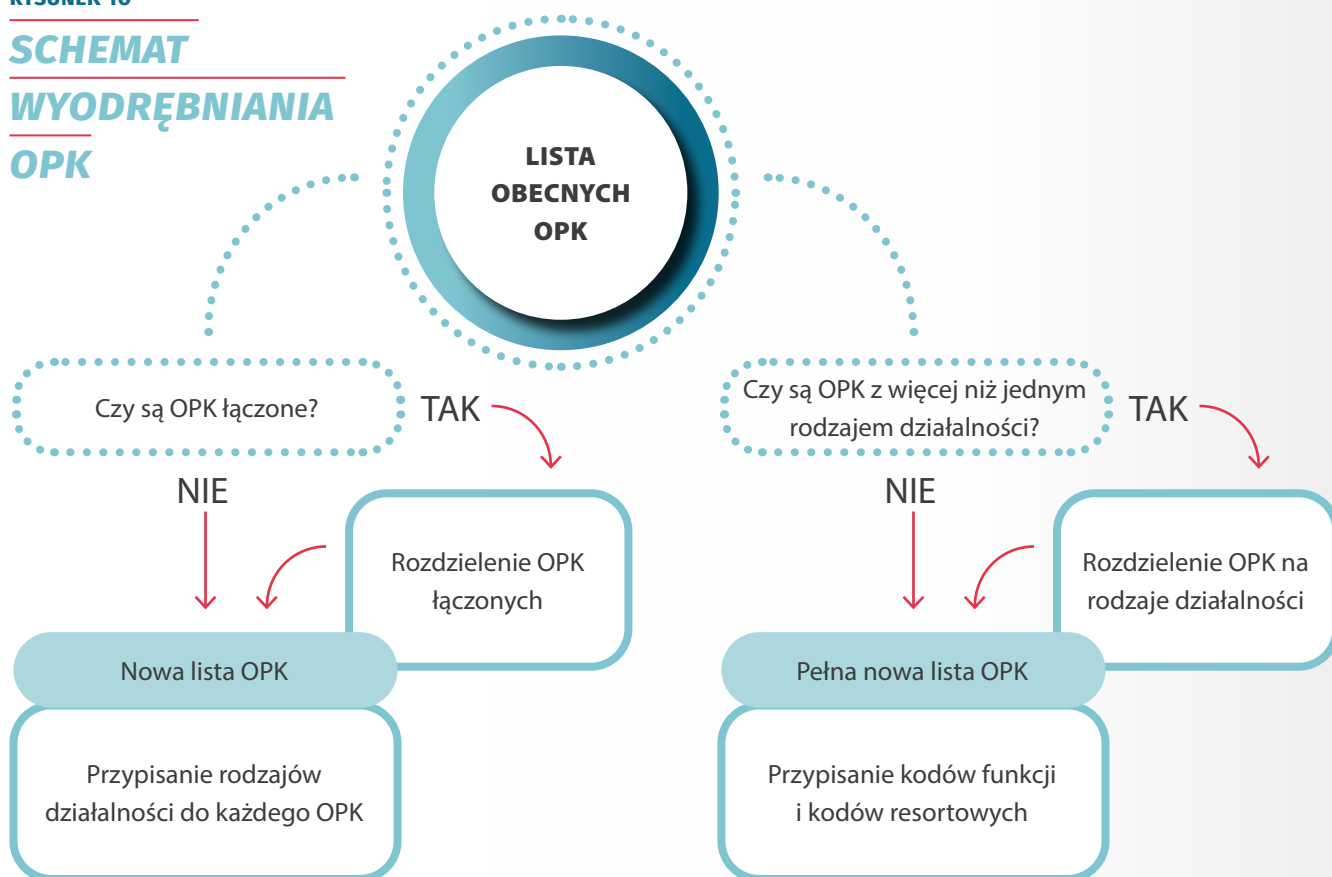 RYSUNEK 10
SCHEMAT
WYODRĘBNIANIA
OPK
LISTA
OBECNYCH
OPK
Czy są OPK łączone?
TAK
NIE
Rozdzielenie OPK
łączonych
Nowa lista OPK
Przypisanie rodzajów
działalności do każdego OPK
Czy są OPK z więcej niż jednym
rodzajem działalności?
TAK
NIE
Rozdzielenie OPK na
rodzaje działalności
Pełna nowa lista OPK
Przypisanie kodów funkcji
i kodów resortowych